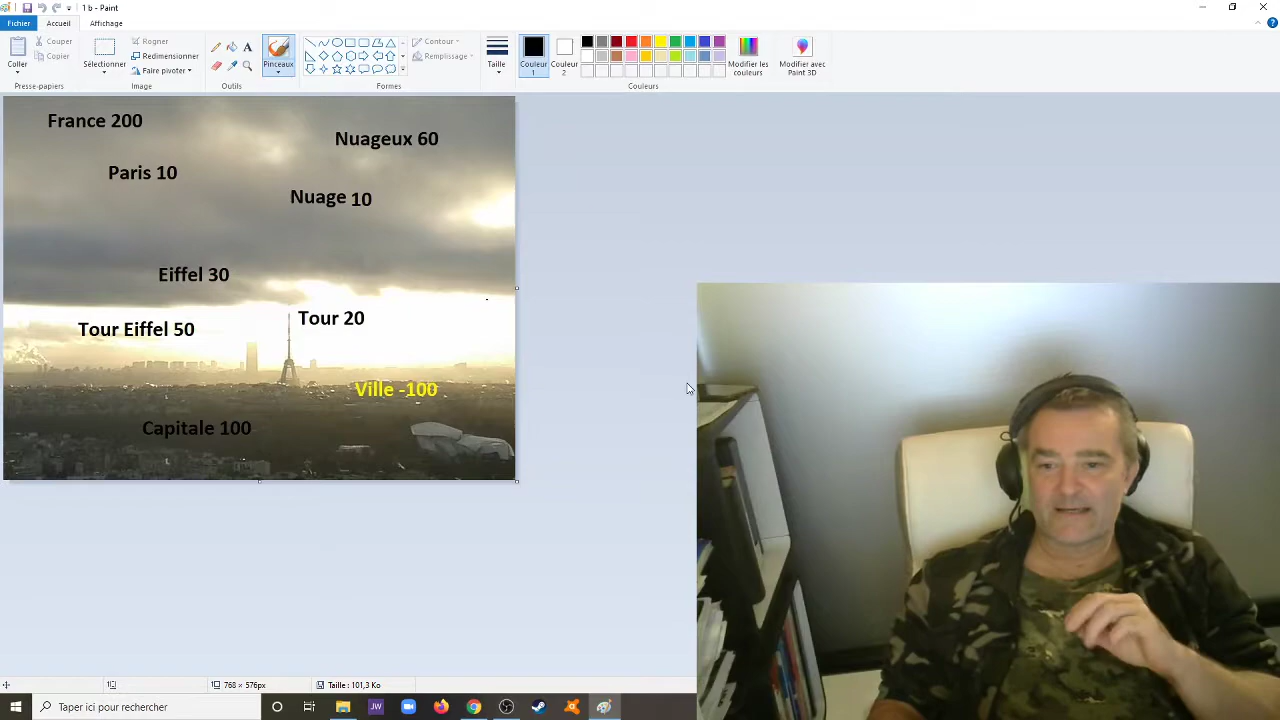 1 b - Paint
Fichier
Accueil
Affichage
Coller
Couper
Copier
Presse-papiers
Sélectionner
Rogner
Redimensionner
Faire pivoter
Image
Outils
Pinceaux
Contour
Remplissage
Formes
Taille
Couleur 1
Couleur 2
Modifier les couleurs
Modifier avec Paint 3D
Couleurs
France 200
Nuageux 60
Paris 10
Nuage 10
Eiffel 30
Tour 20
Tour Eiffel 50
Ville -100
Capitale 100
768 × 576px
Taille : 101,3 Ko
Taper ici pour rechercher
JW